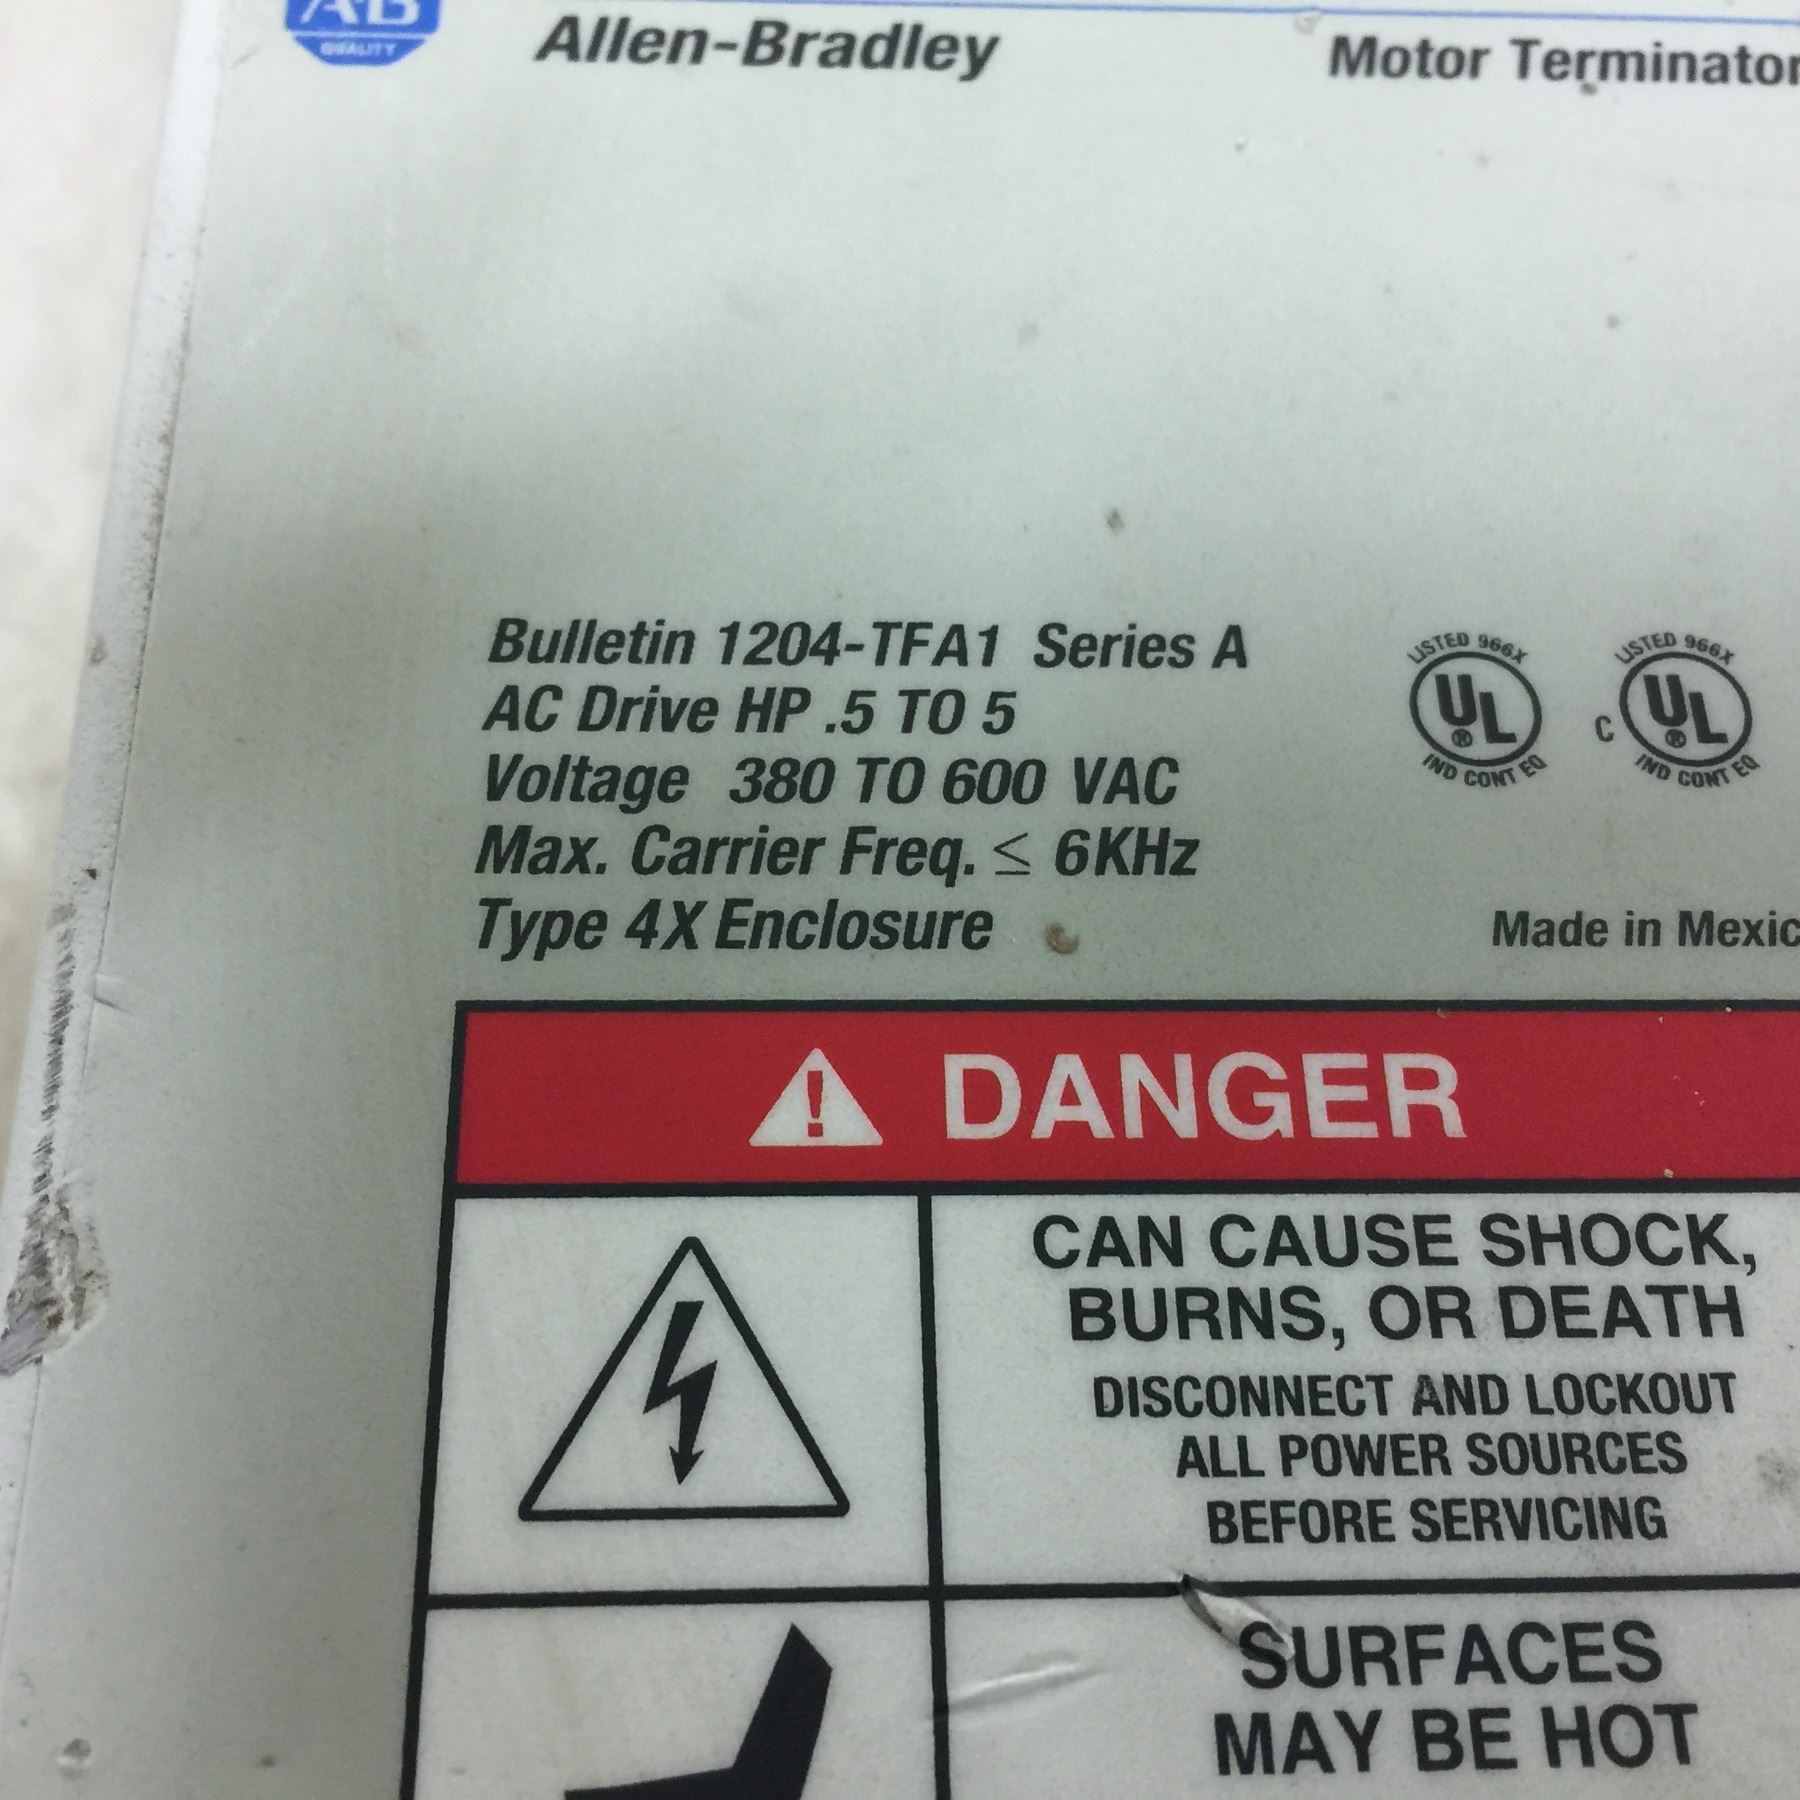 AB
QUALITY
Allen-Bradley
Motor Terminator
Bulletin 1204-TFA1 Series A
AC Drive HP .5 TO 5
Voltage 380 TO 600 VAC
Max. Carrier Freq. ≤ 6KHz
Type 4X Enclosure
LISTED 966X
UL
®
IND CONT EQ
LISTED 966X
C UL
®
IND CONT EQ
Made in Mexic
DANGER
CAN CAUSE SHOCK,
BURNS, OR DEATH
DISCONNECT AND LOCKOUT
ALL POWER SOURCES
BEFORE SERVICING
SURFACES
MAY BE HOT